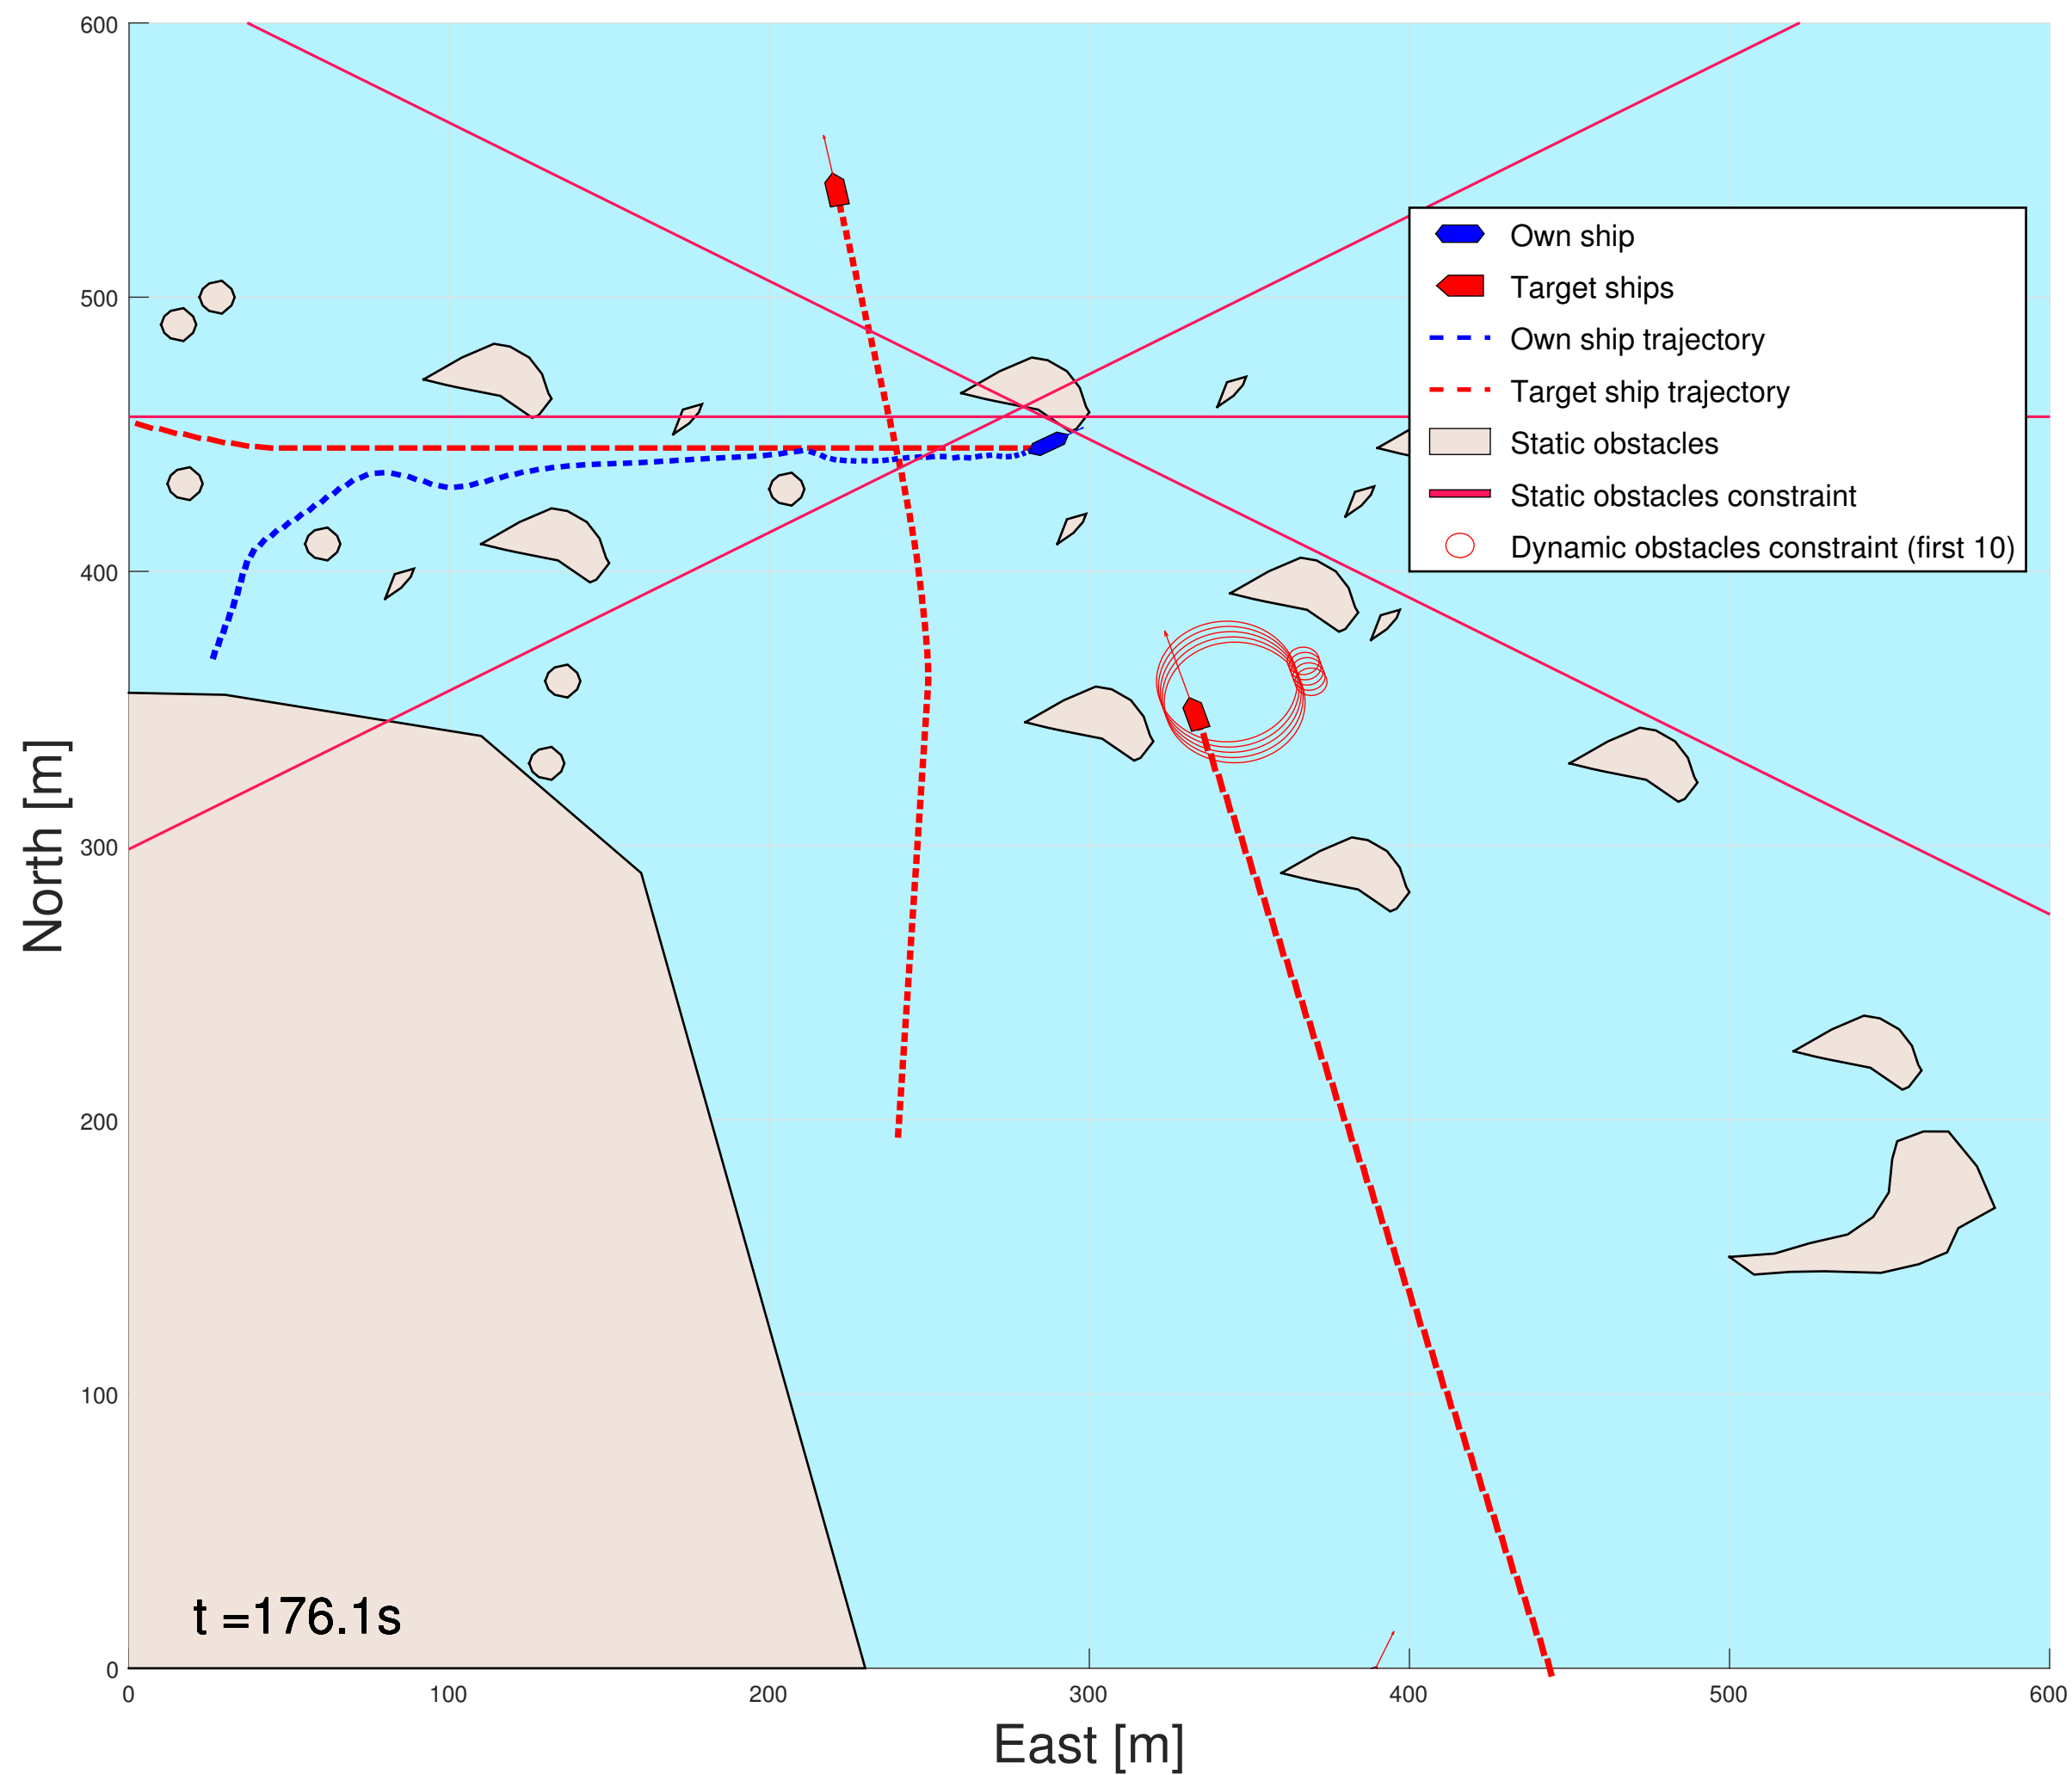 600
500
400
300
200
100
0
North [m]
0 100 200 300 400 500 600
East [m]
t =176.1s
Own ship
Target ships
Own ship trajectory
Target ship trajectory
Static obstacles
Static obstacles constraint
Dynamic obstacles constraint (first 10)